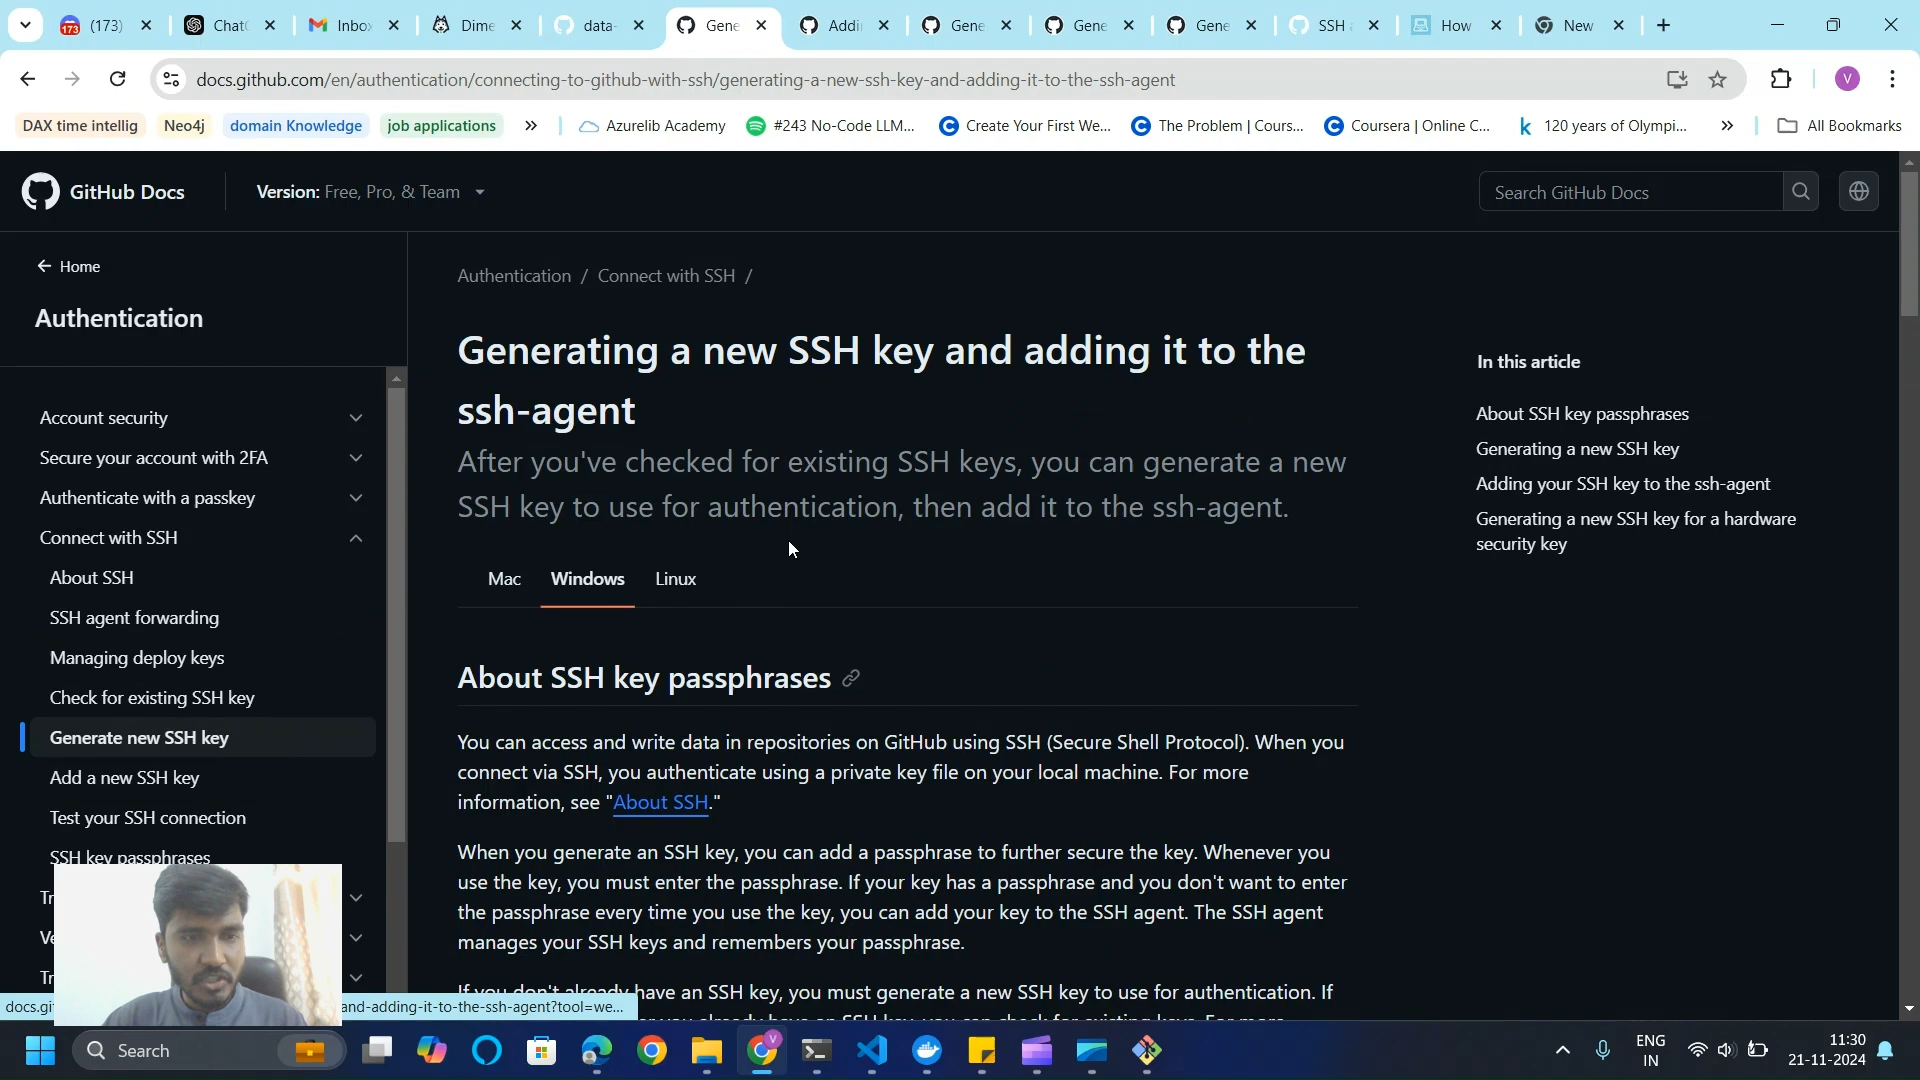 (173)
Chat
Inbo
Dime
data-
Gene
Addi
Gene
Gene
Gene
SSH
How
New
docs.github.com/en/authentication/connecting-to-github-with-ssh/generating-a-new-ssh-key-and-adding-it-to-the-ssh-agent
V
DAX time intellig
Neo4j
domain Knowledge
job applications
Azurelib Academy
#243 No-Code LLM...
Create Your First We...
The Problem | Cours...
Coursera | Online C...
120 years of Olympi...
All Bookmarks
GitHub Docs
Version: Free, Pro, & Team
Search GitHub Docs
Home
Authentication
Account security
Secure your account with 2FA
Authenticate with a passkey
Connect with SSH
About SSH
SSH agent forwarding
Managing deploy keys
Check for existing SSH key
Generate new SSH key
Add a new SSH key
Test your SSH connection
SSH key passphrases
Authentication / Connect with SSH /
Generating a new SSH key and adding it to the
ssh-agent
After you've checked for existing SSH keys, you can generate a new
SSH key to use for authentication, then add it to the ssh-agent.
Mac
Windows
Linux
About SSH key passphrases
You can access and write data in repositories on GitHub using SSH (Secure Shell Protocol). When you
connect via SSH, you authenticate using a private key file on your local machine. For more
information, see "About SSH."
When you generate an SSH key, you can add a passphrase to further secure the key. Whenever you
use the key, you must enter the passphrase. If your key has a passphrase and you don't want to enter
the passphrase every time you use the key, you can add your key to the SSH agent. The SSH agent
manages your SSH keys and remembers your passphrase.
If you don't already have an SSH key, you must generate a new SSH key to use for authentication. If
In this article
About SSH key passphrases
Generating a new SSH key
Adding your SSH key to the ssh-agent
Generating a new SSH key for a hardware
security key
docs.gi
and-adding-it-to-the-ssh-agent?tool=we...
Search
ENG
IN
11:30
21-11-2024